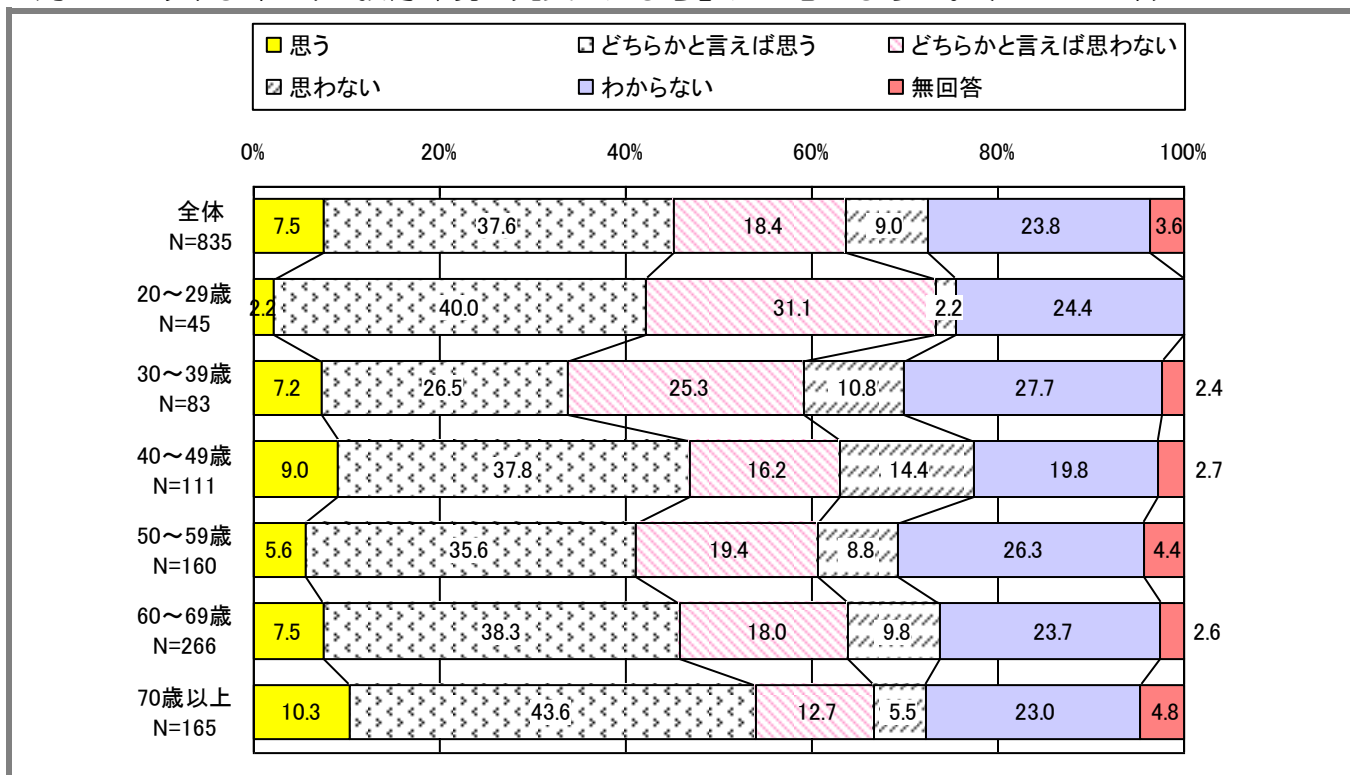 思う どちらかと言えば思う どちらかと言えば思わない
思わない わからない 無回答
0% 20% 40% 60% 80% 100%
全体
N=835
7.5 37.6 18.4 9.0 23.8 3.6
20～29歳
N=45
2.2 40.0 31.1 2.2 24.4
30～39歳
N=83
7.2 26.5 25.3 10.8 27.7 2.4
40～49歳
N=111
9.0 37.8 16.2 14.4 19.8 2.7
50～59歳
N=160
5.6 35.6 19.4 8.8 26.3 4.4
60～69歳
N=266
7.5 38.3 18.0 9.8 23.7 2.6
70歳以上
N=165
10.3 43.6 12.7 5.5 23.0 4.8